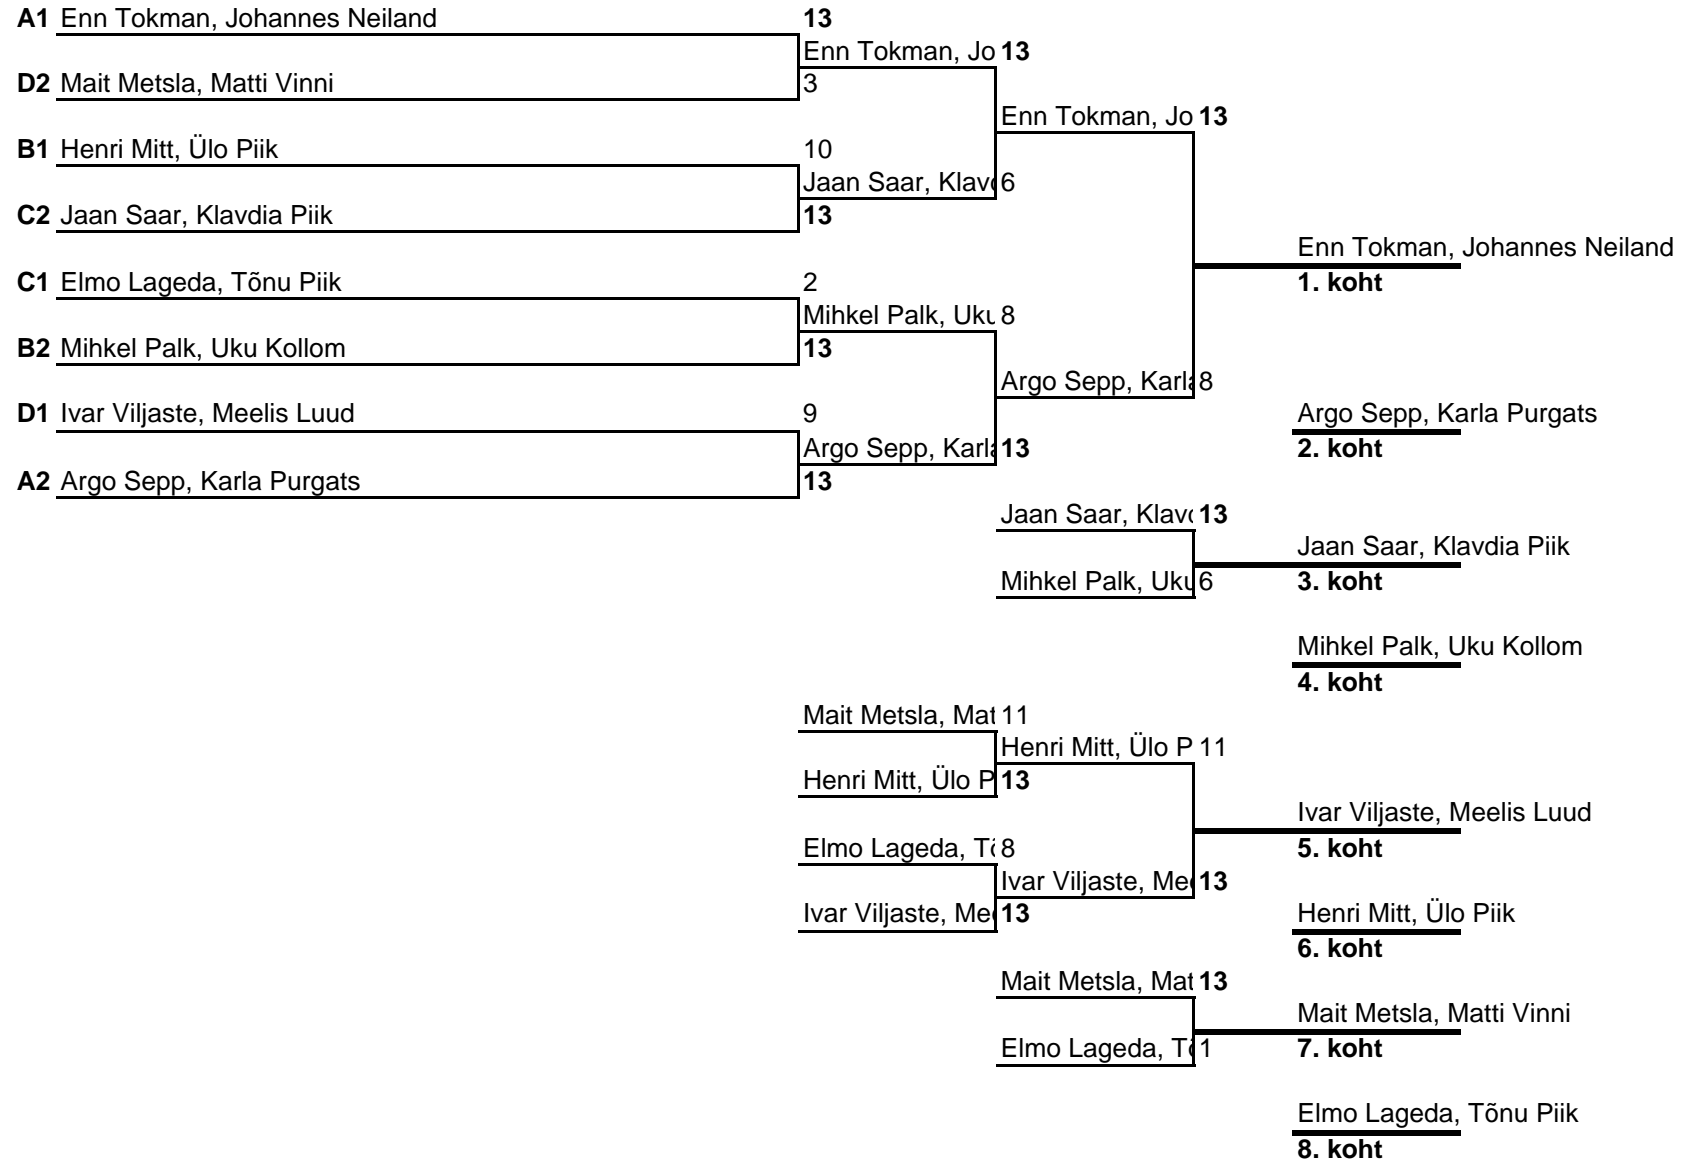 A1 Enn Tokman, Johannes Neiland 13
Enn Tokman, Jo 13
D2 Mait Metsla, Matti Vinni 3
Enn Tokman, Jo 13
B1 Henri Mitt, Ülo Piik 10
Jaan Saar, Klav 6
C2 Jaan Saar, Klavdia Piik 13
Enn Tokman, Johannes Neiland
C1 Elmo Lageda, Tõnu Piik 2
1. koht
Mihkel Palk, Uku 8
B2 Mihkel Palk, Uku Kollom 13
Argo Sepp, Karla 8
D1 Ivar Viljaste, Meelis Luud 9
Argo Sepp, Karla Purgats
Argo Sepp, Karla 13
2. koht
A2 Argo Sepp, Karla Purgats 13
Jaan Saar, Klav 13
Jaan Saar, Klavdia Piik
Mihkel Palk, Uku 6
3. koht
Mihkel Palk, Uku Kollom
4. koht
Mait Metsla, Mat 11
Henri Mitt, Ülo P 11
Henri Mitt, Ülo P 13
Ivar Viljaste, Meelis Luud
Elmo Lageda, Tõ 8
5. koht
Ivar Viljaste, Mee 13
Ivar Viljaste, Mee 13
Henri Mitt, Ülo Piik
6. koht
Mait Metsla, Mat 13
Mait Metsla, Matti Vinni
Elmo Lageda, Tõ 1
7. koht
Elmo Lageda, Tõnu Piik
8. koht